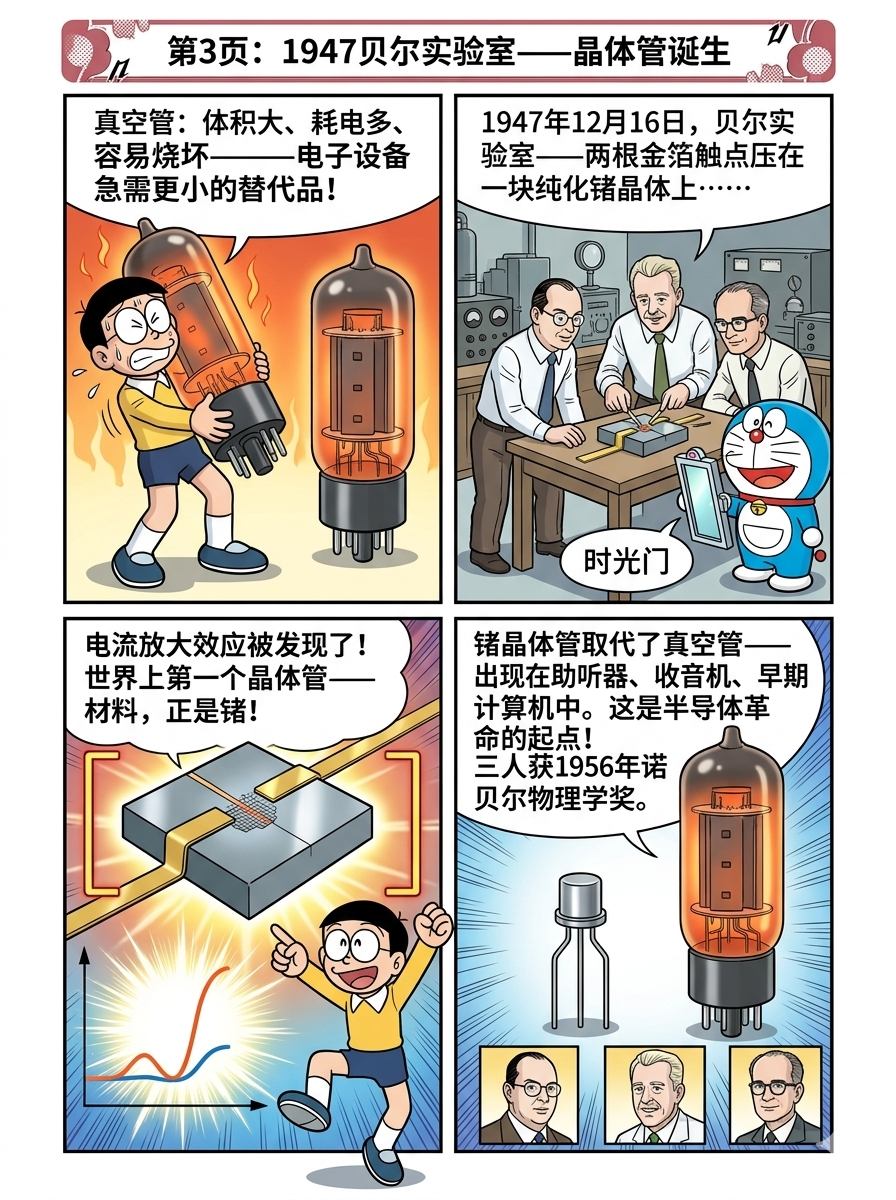 第3页：1947贝尔实验室——晶体管诞生
真空管：体积大、耗电多、
容易烧坏———电子设备
急需更小的替代品！
1947年12月16日，贝尔实
验室——两根金箔触点压在
一块纯化锗晶体上……
时光门
电流放大效应被发现了！
世界上第一个晶体管——
材料，正是锗！
锗晶体管取代了真空管——
出现在助听器、收音机、早期
计算机中。这是半导体革
命的起点！
三人获1956年诺
贝尔物理学奖。